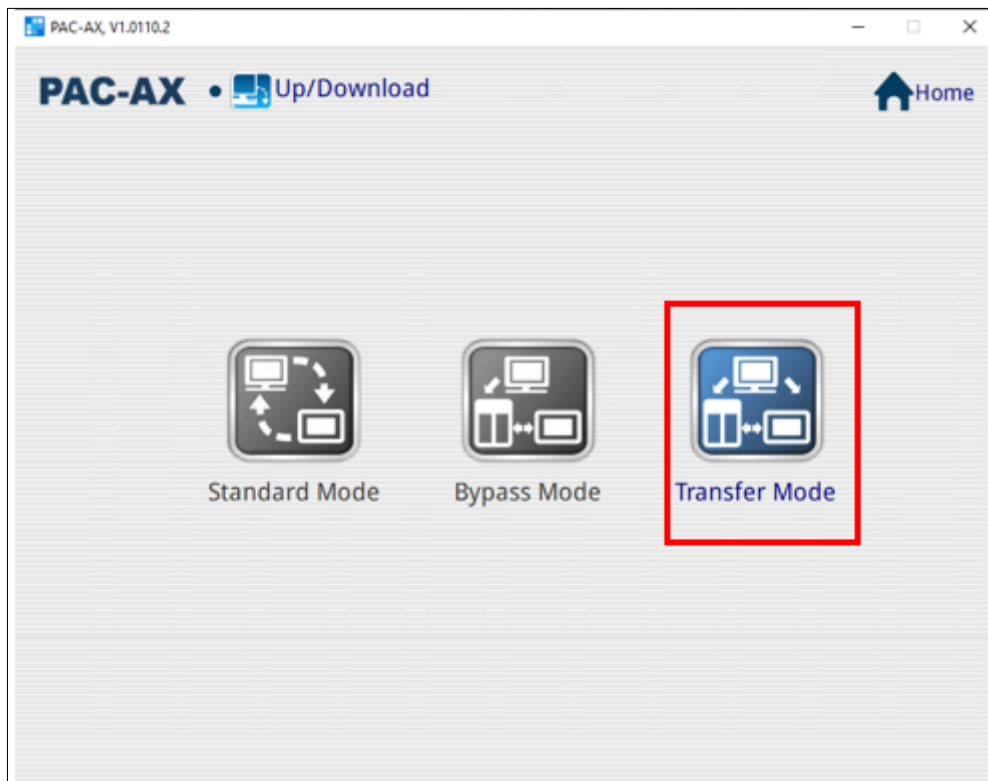 PAC-AX, V1.0110.2
PAC-AX • Up/Download
Home
Standard Mode
Bypass Mode
Transfer Mode